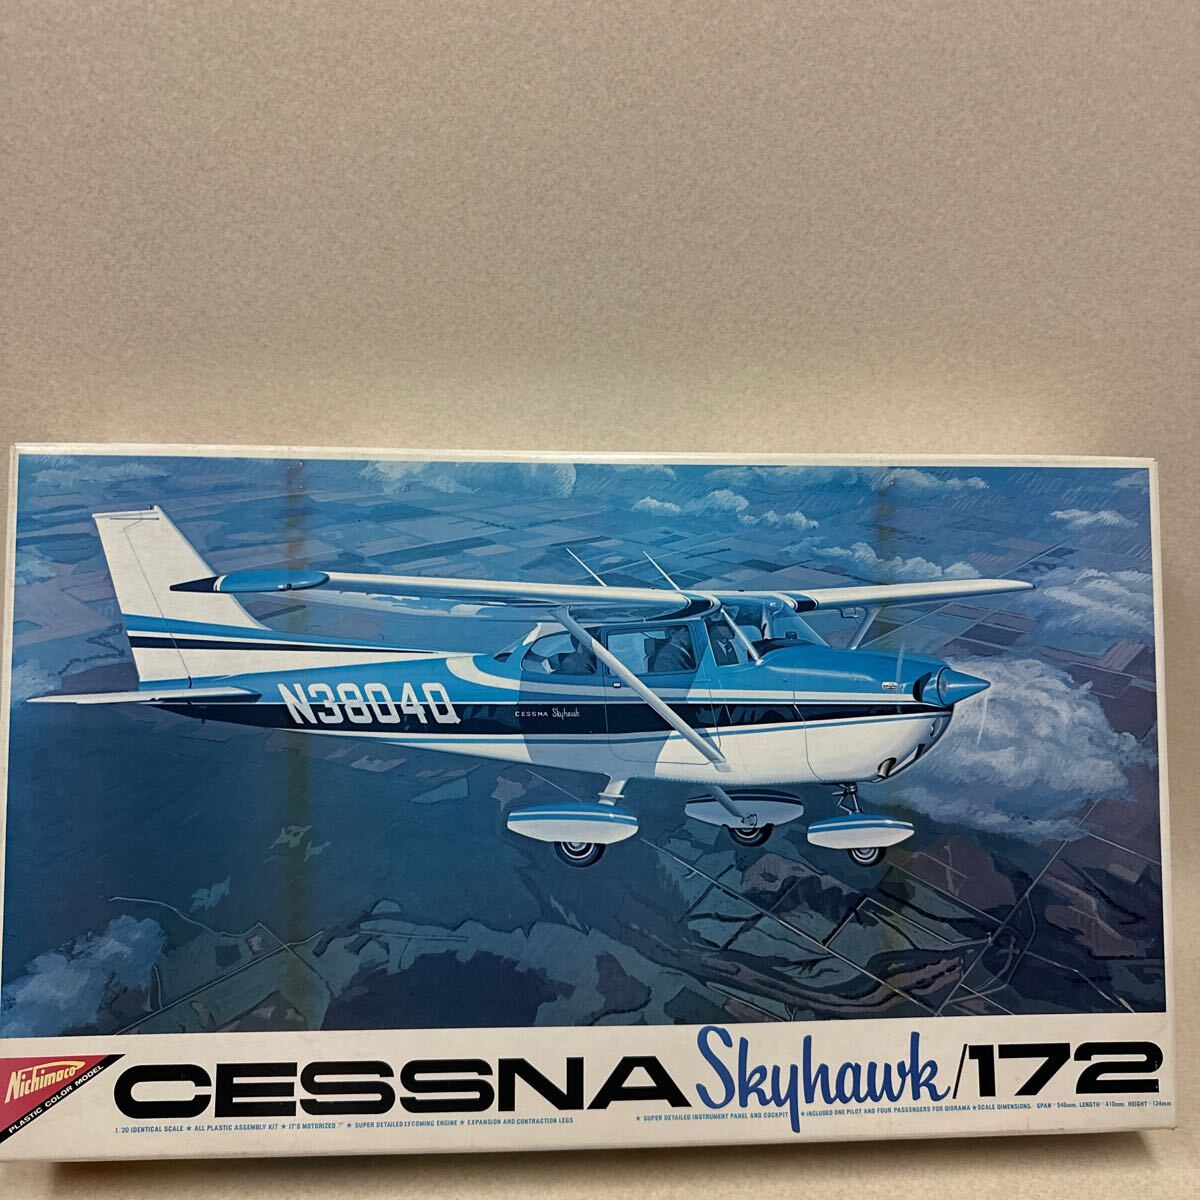 N3804Q
CESSNA Skyhawk
Nichimoco
PLASTIC COLOR MODEL
CESSNA Skyhawk/172
1/20 IDENTICAL SCALE ★ ALL PLASTIC ASSEMBLY KIT ★ IT'S MOTORIZED!! ★ SUPER DETAILED LYCOMING ENGINE ★ EXPANSION AND CONTRACTION LEGS
★ SUPER DETAILED INSTRUMENT PANEL AND COCKPIT ★ INCLUDED ONE PILOT AND FOUR PASSENGERS FOR DIORAMA ★ SCALE DIMENSIONS. SPAN=548mm. LENGTH=410mm. HEIGHT=134mm